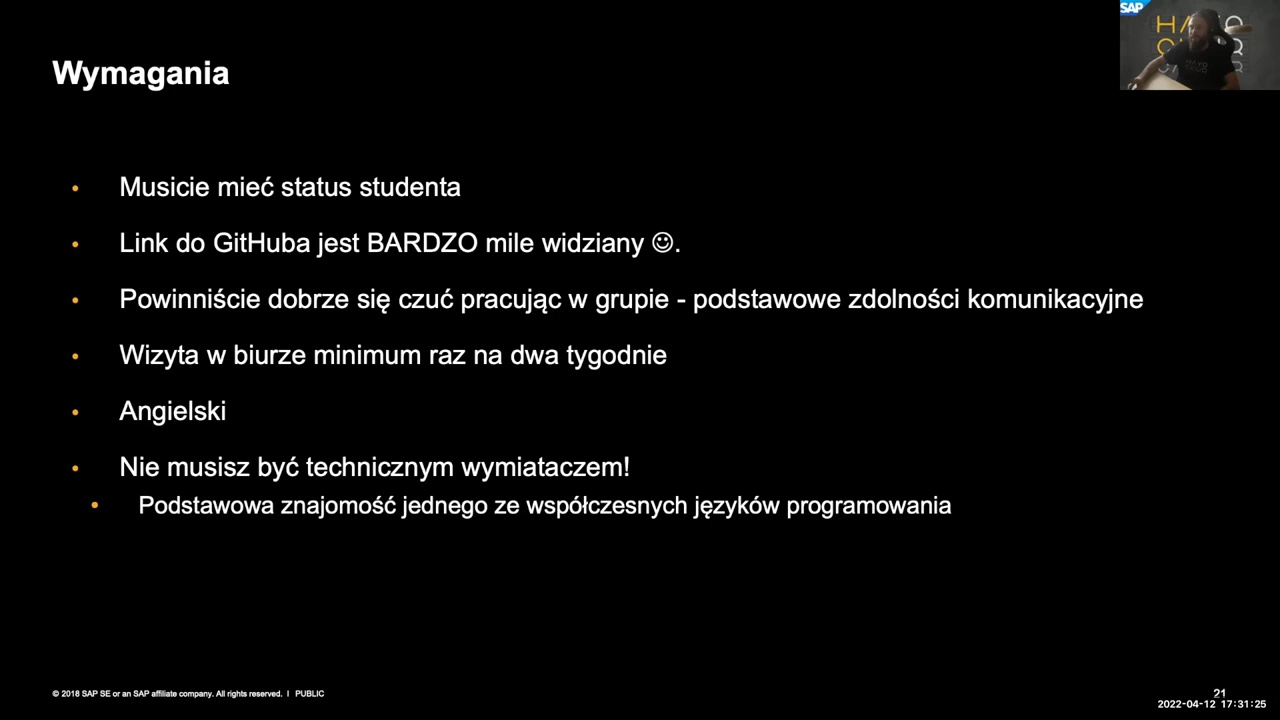 SAP
Wymagania
• Musicie mieć status studenta
• Link do GitHuba jest BARDZO mile widziany ☺.
• Powinniście dobrze się czuć pracując w grupie - podstawowe zdolności komunikacyjne
• Wizyta w biurze minimum raz na dwa tygodnie
• Angielski
• Nie musisz być technicznym wymiataczem!
• Podstawowa znajomość jednego ze współczesnych języków programowania
© 2018 SAP SE or an SAP affiliate company. All rights reserved. I PUBLIC
21
2022-04-12 17:31:25